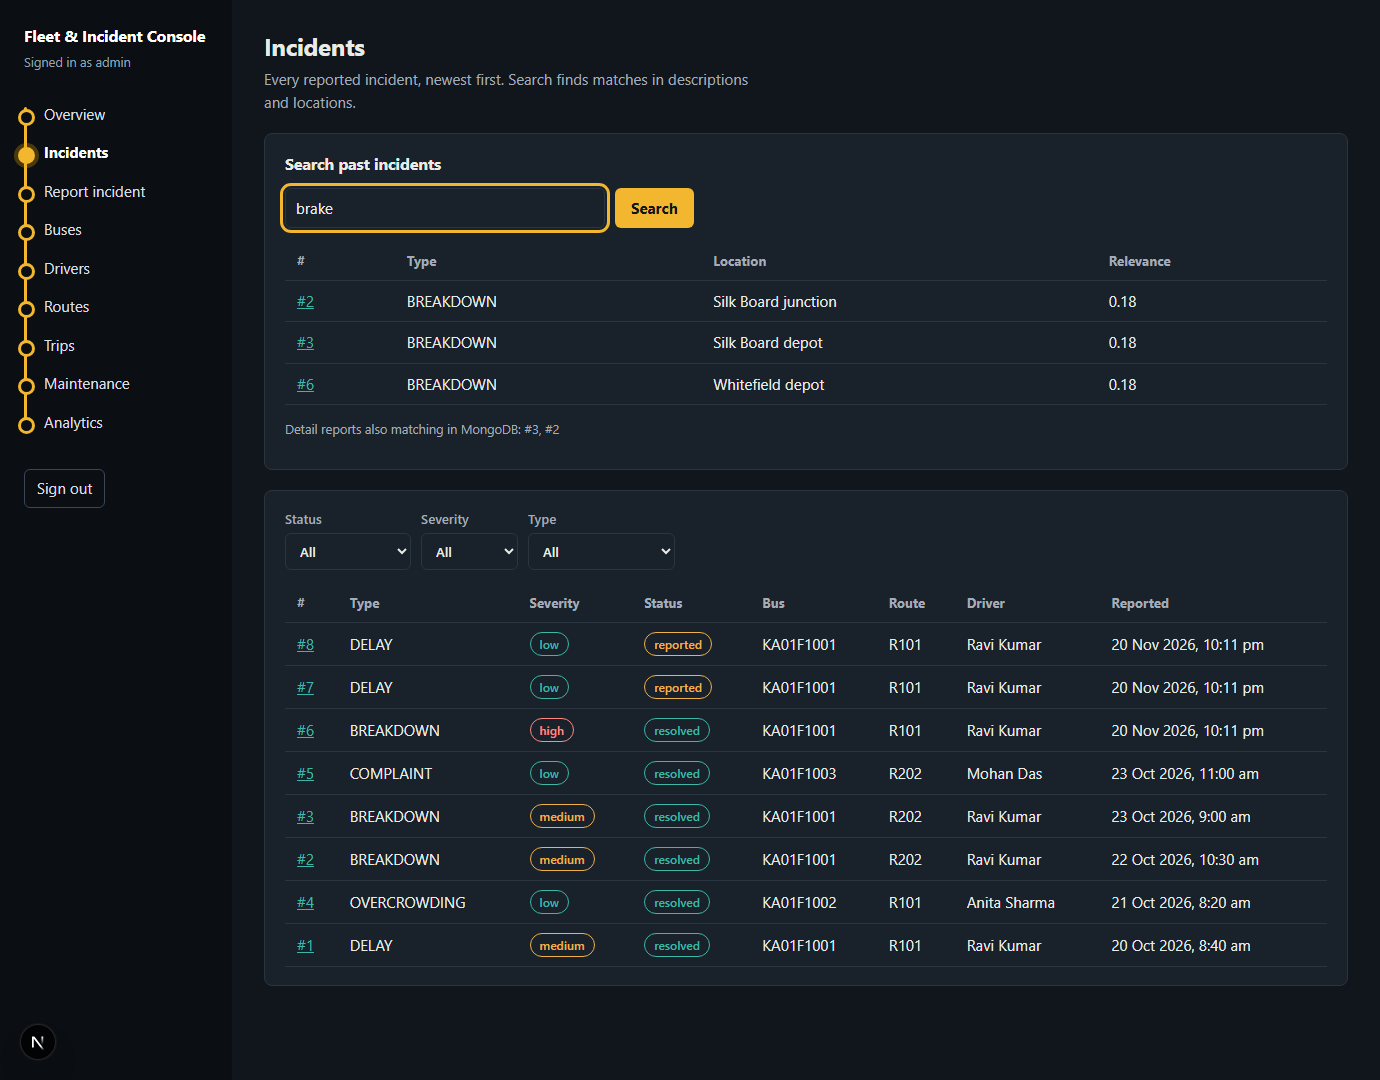 Fleet & Incident Console
Signed in as admin
Overview
Incidents
Report incident
Buses
Drivers
Routes
Trips
Maintenance
Analytics
Sign out
N
Incidents
Every reported incident, newest first. Search finds matches in descriptions
and locations.
Search past incidents
brake Search
# Type Location Relevance
#2 BREAKDOWN Silk Board junction 0.18
#3 BREAKDOWN Silk Board depot 0.18
#6 BREAKDOWN Whitefield depot 0.18
Detail reports also matching in MongoDB: #3, #2
Status Severity Type
All All All
# Type Severity Status Bus Route Driver Reported
#8 DELAY low reported KA01F1001 R101 Ravi Kumar 20 Nov 2026, 10:11 pm
#7 DELAY low reported KA01F1001 R101 Ravi Kumar 20 Nov 2026, 10:11 pm
#6 BREAKDOWN high resolved KA01F1001 R101 Ravi Kumar 20 Nov 2026, 10:11 pm
#5 COMPLAINT low resolved KA01F1003 R202 Mohan Das 23 Oct 2026, 11:00 am
#3 BREAKDOWN medium resolved KA01F1001 R202 Ravi Kumar 23 Oct 2026, 9:00 am
#2 BREAKDOWN medium resolved KA01F1001 R202 Ravi Kumar 22 Oct 2026, 10:30 am
#4 OVERCROWDING low resolved KA01F1002 R101 Anita Sharma 21 Oct 2026, 8:20 am
#1 DELAY medium resolved KA01F1001 R101 Ravi Kumar 20 Oct 2026, 8:40 am